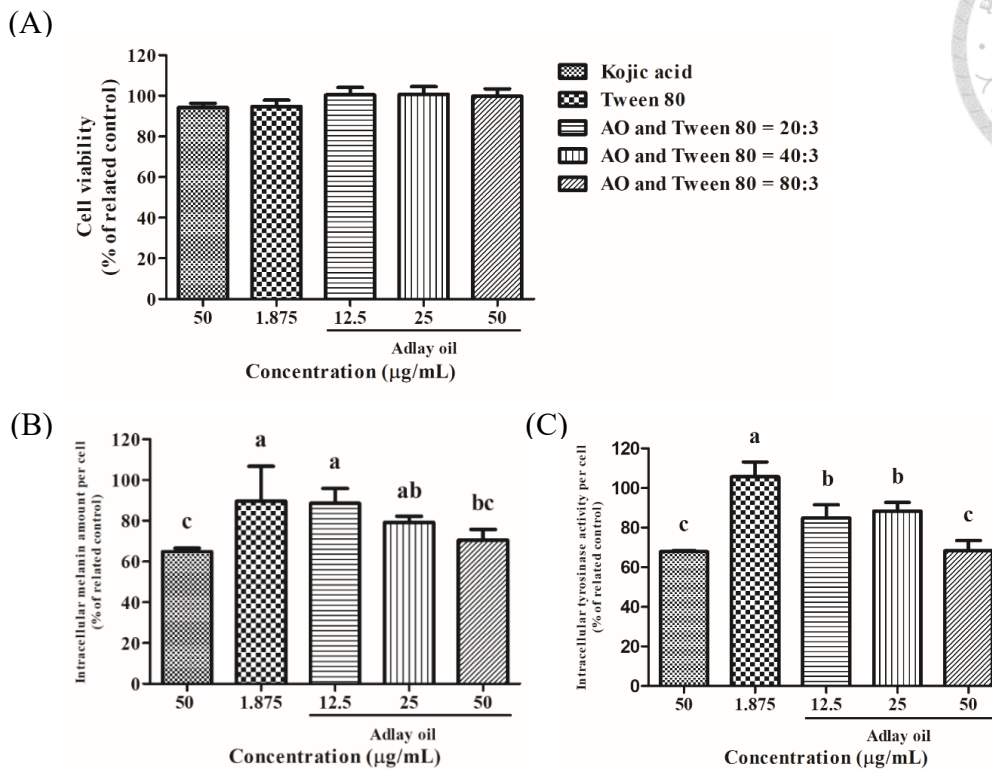 (A)
120
100
80
60
40
20
0
Cell viability
(% of related control)
50 1.875 12.5 25 50
Adlay oil
Concentration (μg/mL)
Kojic acid
Tween 80
AO and Tween 80 = 20:3
AO and Tween 80 = 40:3
AO and Tween 80 = 80:3
(B)
120
100
80
60
40
20
0
Intracellular melanin amount per cell
(% of related control)
c a a ab bc
50 1.875 12.5 25 50
Adlay oil
Concentration (μg/mL)
(C)
120
100
80
60
40
20
0
Intracellular tyrosinase activity per cell
(% of related control)
c a b b c
50 1.875 12.5 25 50
Adlay oil
Concentration (μg/mL)